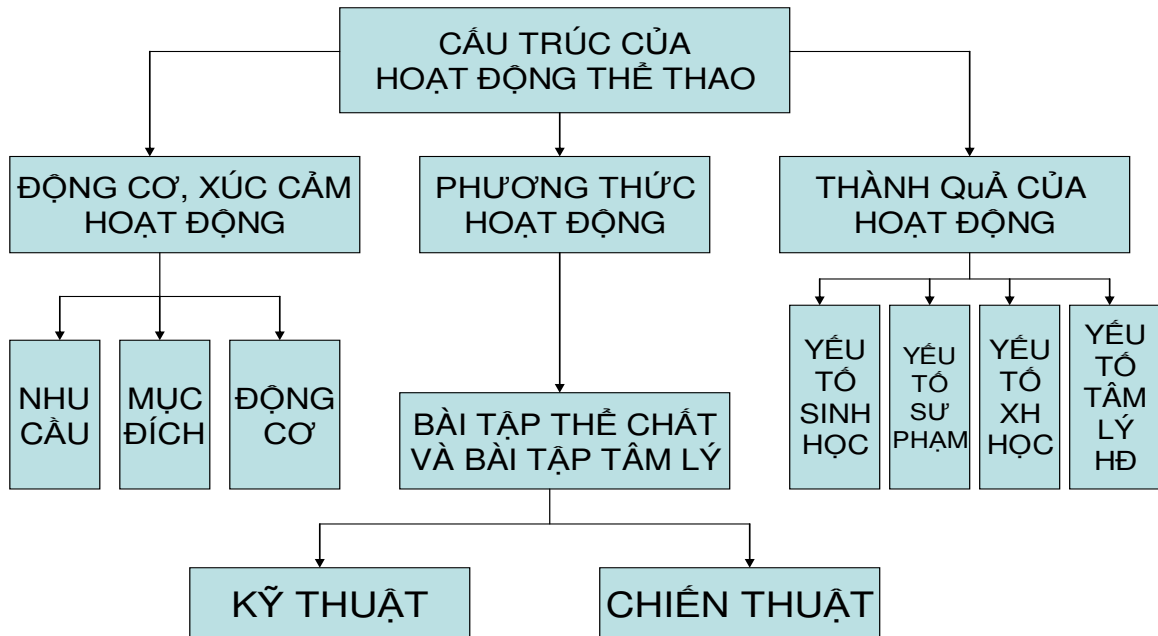 CẤU TRÚC CỦA
HOẠT ĐỘNG THỂ THAO
ĐỘNG CƠ, XÚC CẢM
HOẠT ĐỘNG
PHƯƠNG THỨC
HOẠT ĐỘNG
THÀNH QuẢ CỦA
HOẠT ĐỘNG
NHU
CẦU
MỤC
ĐÍCH
ĐỘNG
CƠ
BÀI TẬP THỂ CHẤT
VÀ BÀI TẬP TÂM LÝ
YẾU
TỐ
SINH
HỌC
YẾU
TỐ
SƯ
PHẠM
YẾU
TỐ
XH
HỌC
YẾU
TỐ
TÂM
LÝ
HĐ
KỸ THUẬT
CHIẾN THUẬT